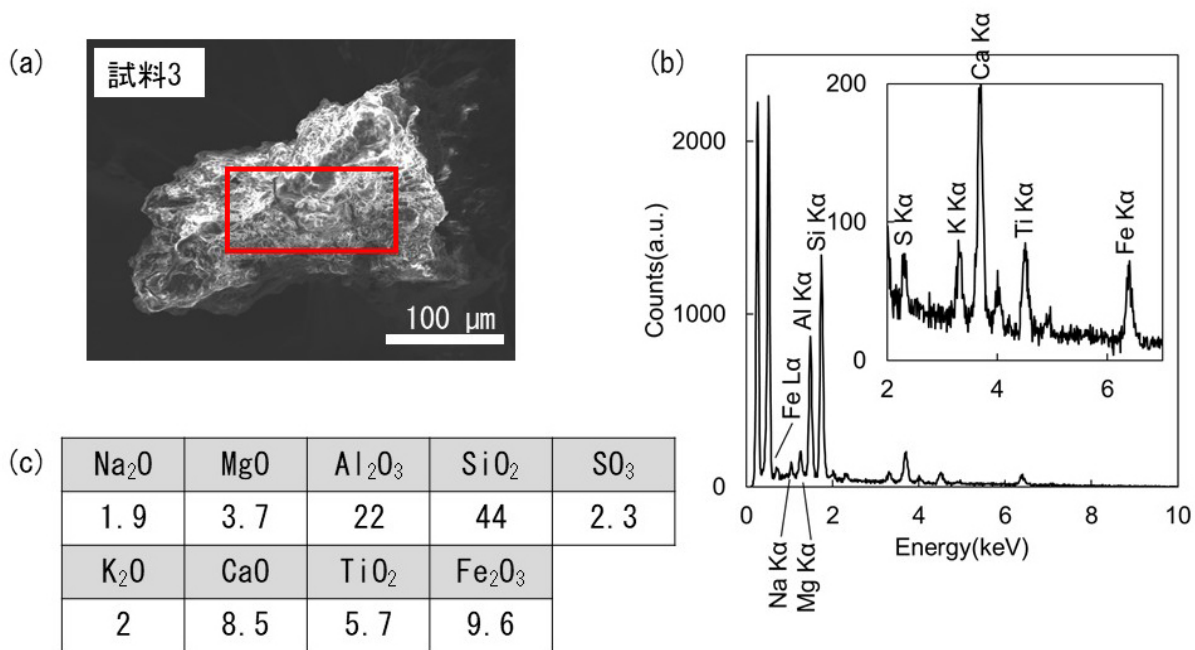 (a)
試料3
100 µm
(b)
Counts(a.u.)
2000
1000
0
Fe Lα
Al Kα
Si Kα
Na Kα
Mg Kα
0 2 4 6 8 10
Energy(keV)
200
100
0
S Kα
K Kα
Ca Kα
Ti Kα
Fe Kα
2 4 6
(c)
Na₂O MgO Al₂O₃ SiO₂ SO₃
1.9 3.7 22 44 2.3
K₂O CaO TiO₂ Fe₂O₃
2 8.5 5.7 9.6